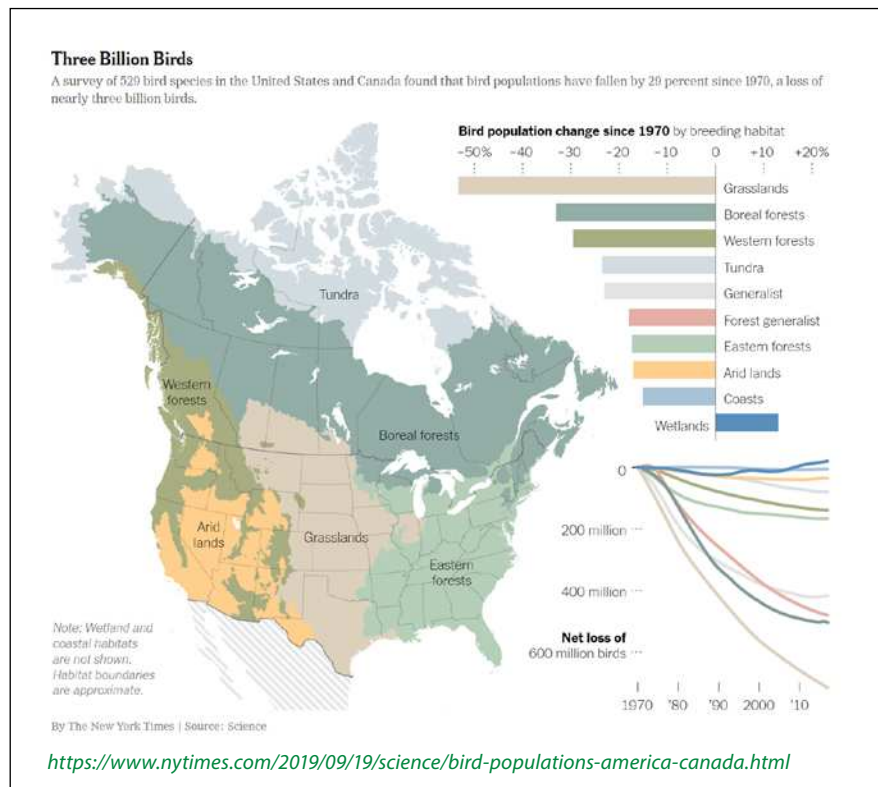 Three Billion Birds
A survey of 529 bird species in the United States and Canada found that bird populations have fallen by 29 percent since 1970, a loss of
nearly three billion birds.
Bird population change since 1970 by breeding habitat
–50% –40 –30 –20 –10 0 +10 +20%
Grasslands
Boreal forests
Western forests
Tundra
Generalist
Forest generalist
Eastern forests
Arid lands
Coasts
Wetlands
Tundra
Western
forests
Boreal forests
Arid
lands
Grasslands
Eastern
forests
0
200 million
400 million
Net loss of
600 million birds
1970 '80 '90 2000 '10
Note: Wetland and
coastal habitats
are not shown.
Habitat boundaries
are approximate.
By The New York Times | Source: Science
https://www.nytimes.com/2019/09/19/science/bird-populations-america-canada.html